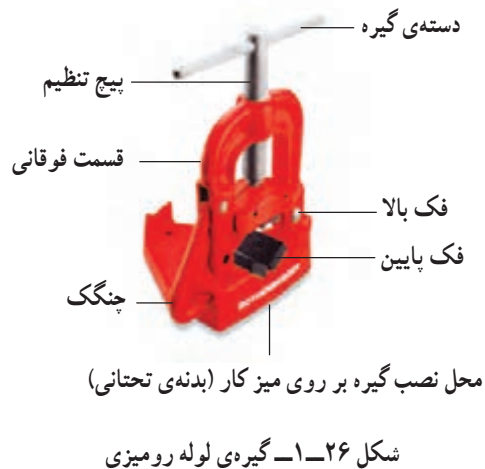 دسته‌ی گیره
پیچ تنظیم
قسمت فوقانی
فک بالا
فک پایین
چنگک
محل نصب گیره بر روی میز کار (بدنه‌ی تحتانی)
شکل ۲۶ــ۱ــ گیره‌ی لوله رومیزی